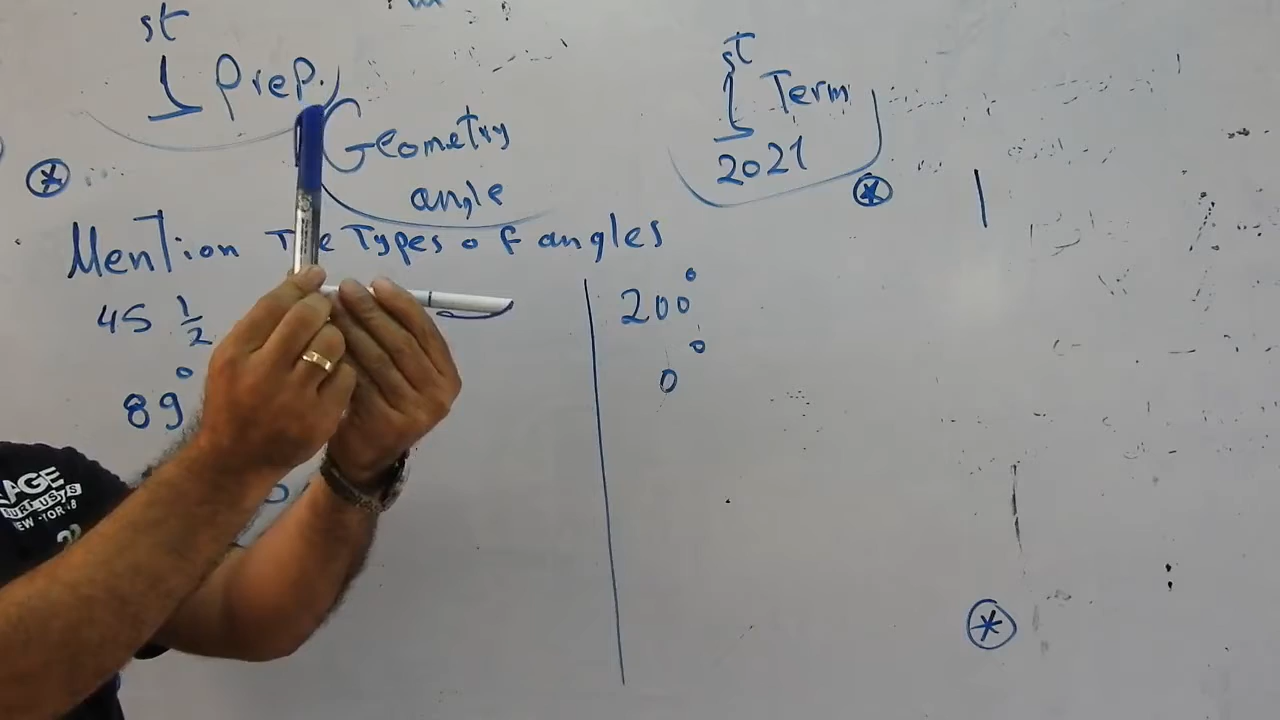 1st Prep.
Geometry
angle
1st Term
2021
Mention The Types of angles
45 1/2
89°
200°
0°